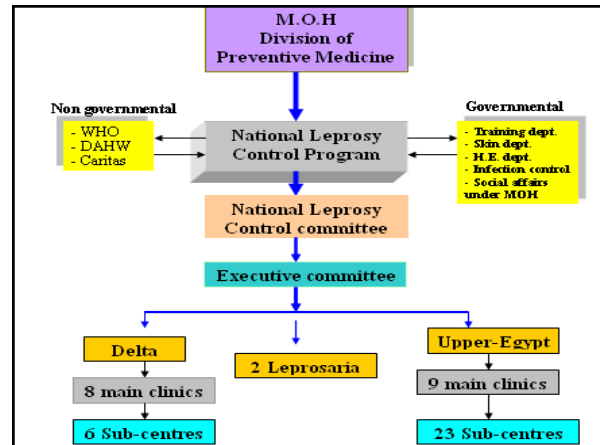 M.O.H
Division of
Preventive Medicine
Non governmental
- WHO
- DAHW
- Caritas
National Leprosy
Control Program
Governmental
- Training dept.
- Skin dept.
- H.E. dept.
- Infection control
- Social affairs
under MOH
National Leprosy
Control committee
Executive committee
Delta
2 Leprosaria
Upper-Egypt
8 main clinics
9 main clinics
6 Sub-centres
23 Sub-centres